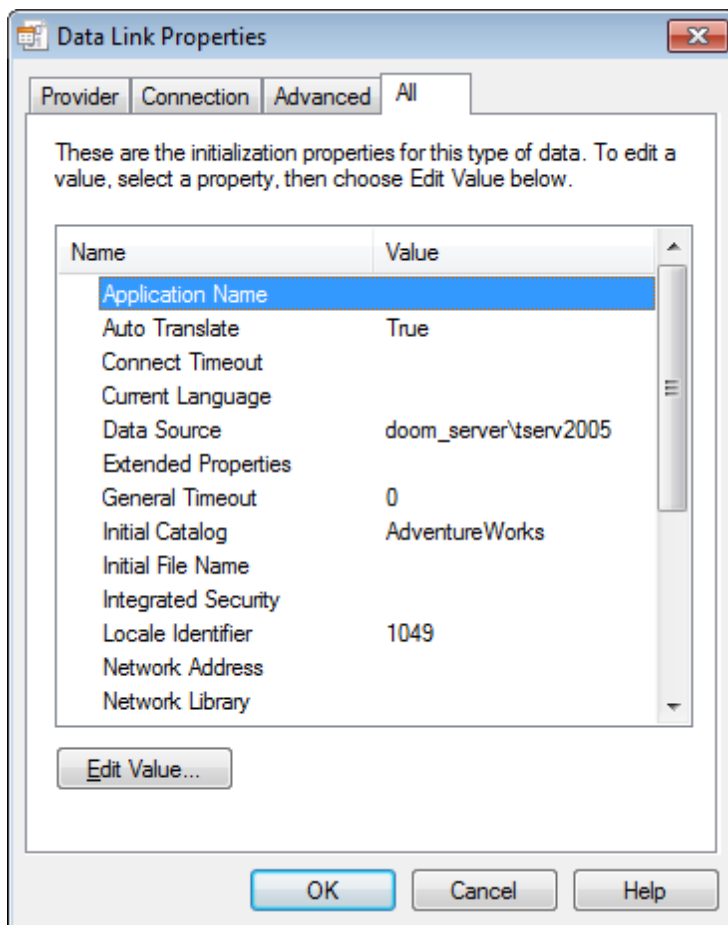 Data Link Properties
Provider Connection Advanced All
These are the initialization properties for this type of data. To edit a
value, select a property, then choose Edit Value below.
Name Value
Application Name
Auto Translate True
Connect Timeout
Current Language
Data Source doom_server\tserv2005
Extended Properties
General Timeout 0
Initial Catalog AdventureWorks
Initial File Name
Integrated Security
Locale Identifier 1049
Network Address
Network Library
Edit Value...
OK Cancel Help